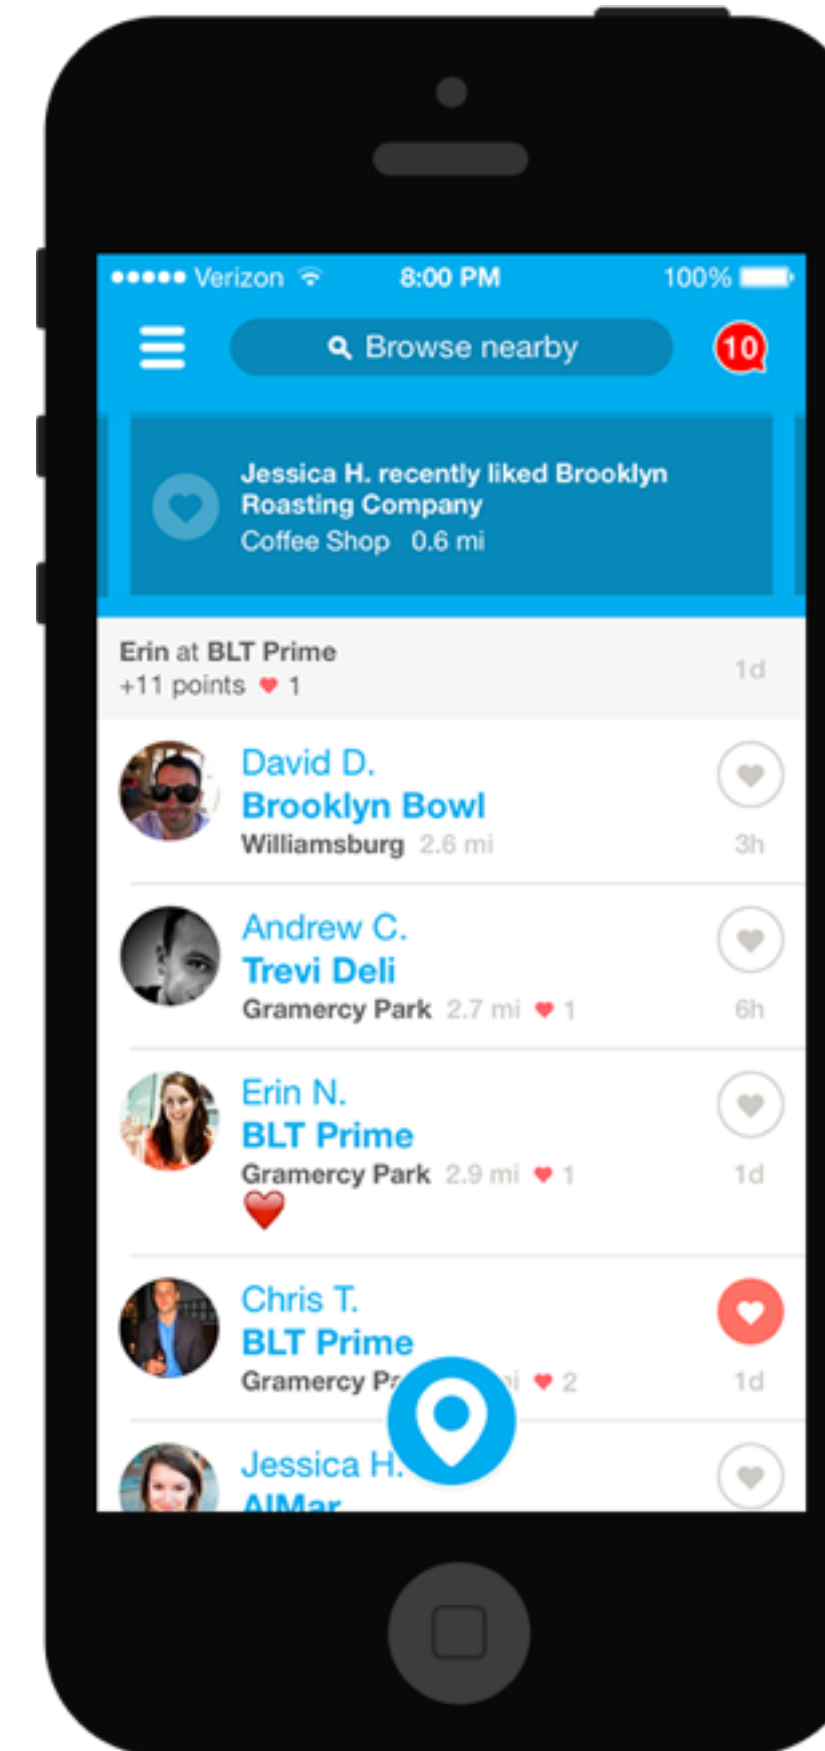 Verizon 8:00 PM 100%
Browse nearby
10
Jessica H. recently liked Brooklyn
Roasting Company
Coffee Shop 0.6 mi
Erin at BLT Prime
+11 points 1
1d
David D.
Brooklyn Bowl
Williamsburg 2.6 mi
3h
Andrew C.
Trevi Deli
Gramercy Park 2.7 mi 1
6h
Erin N.
BLT Prime
Gramercy Park 2.9 mi 1
1d
Chris T.
BLT Prime
Gramercy 2
1d
Jessica H.
AlMar